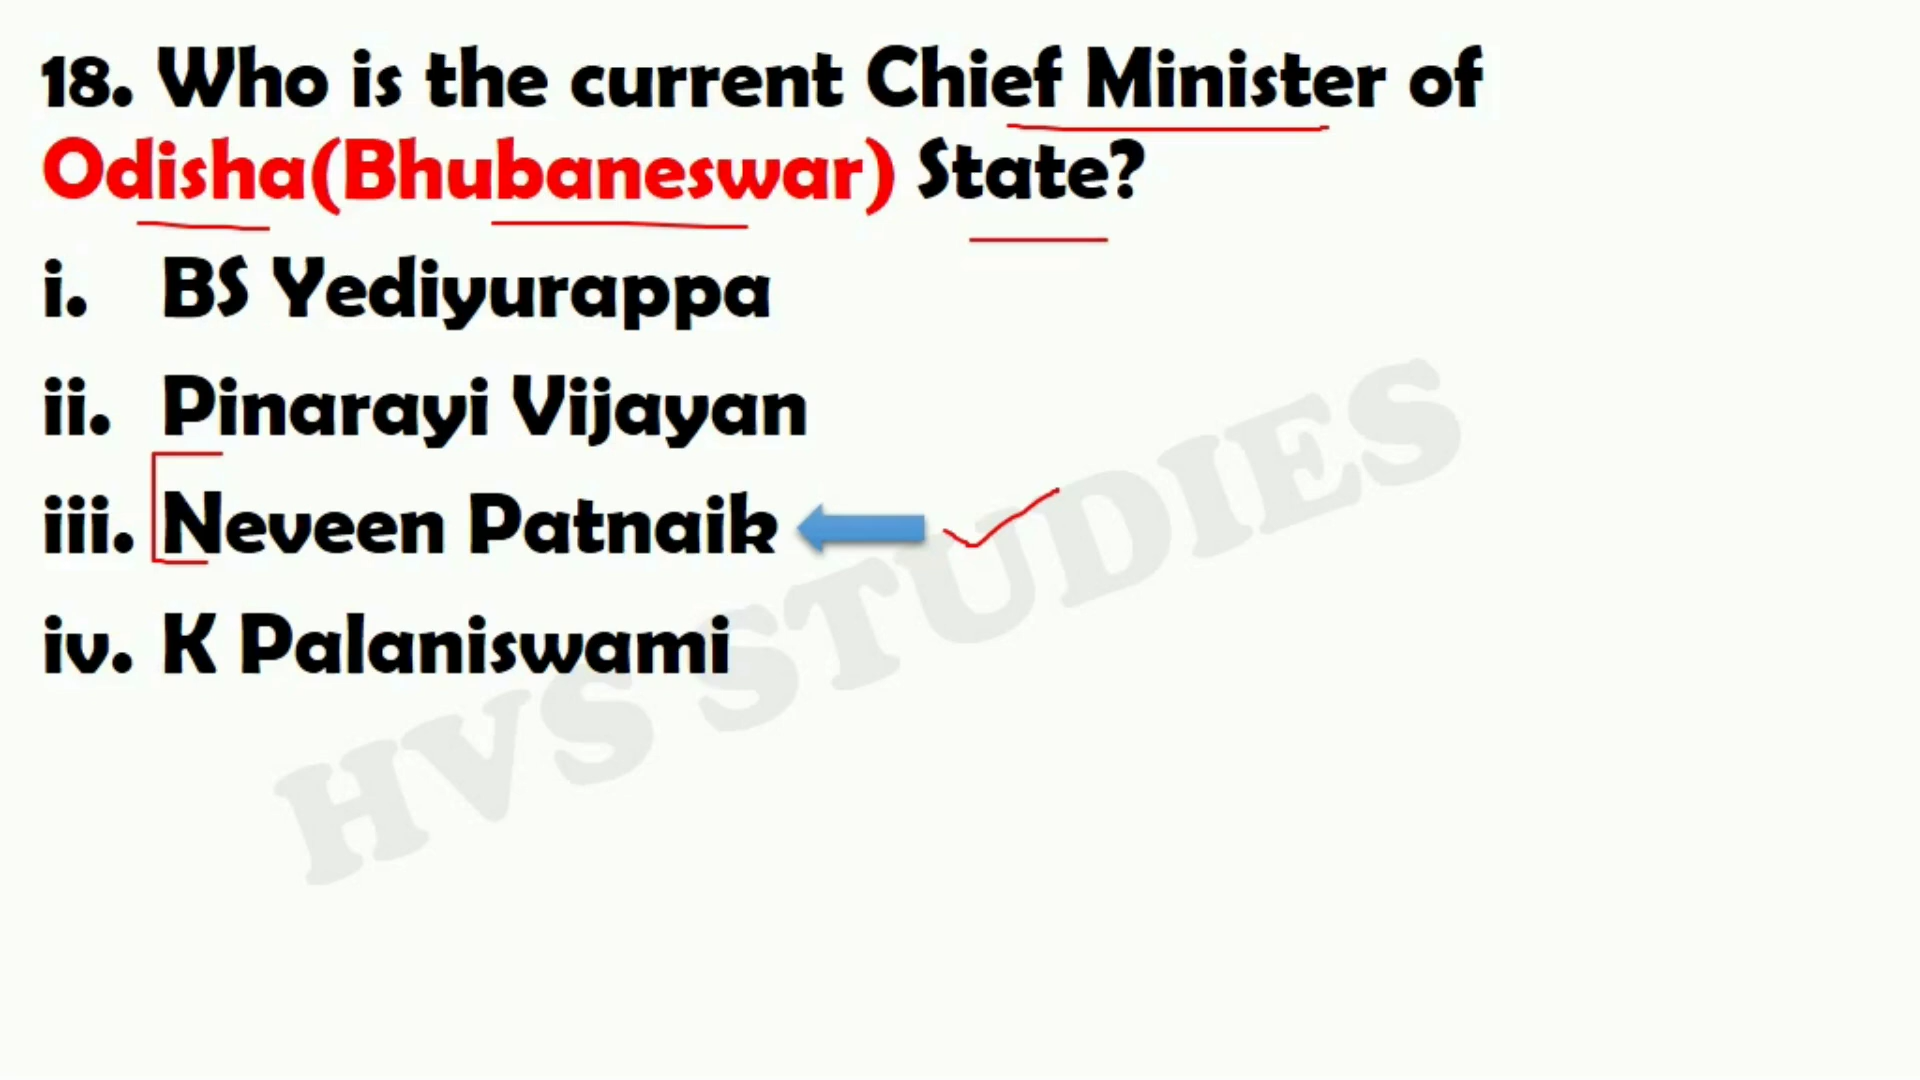 18. Who is the current Chief Minister of
Odisha(Bhubaneswar) State?
i. BS Yediyurappa
ii. Pinarayi Vijayan
iii. Neveen Patnaik
iv. K Palaniswami
HVS STUDIES